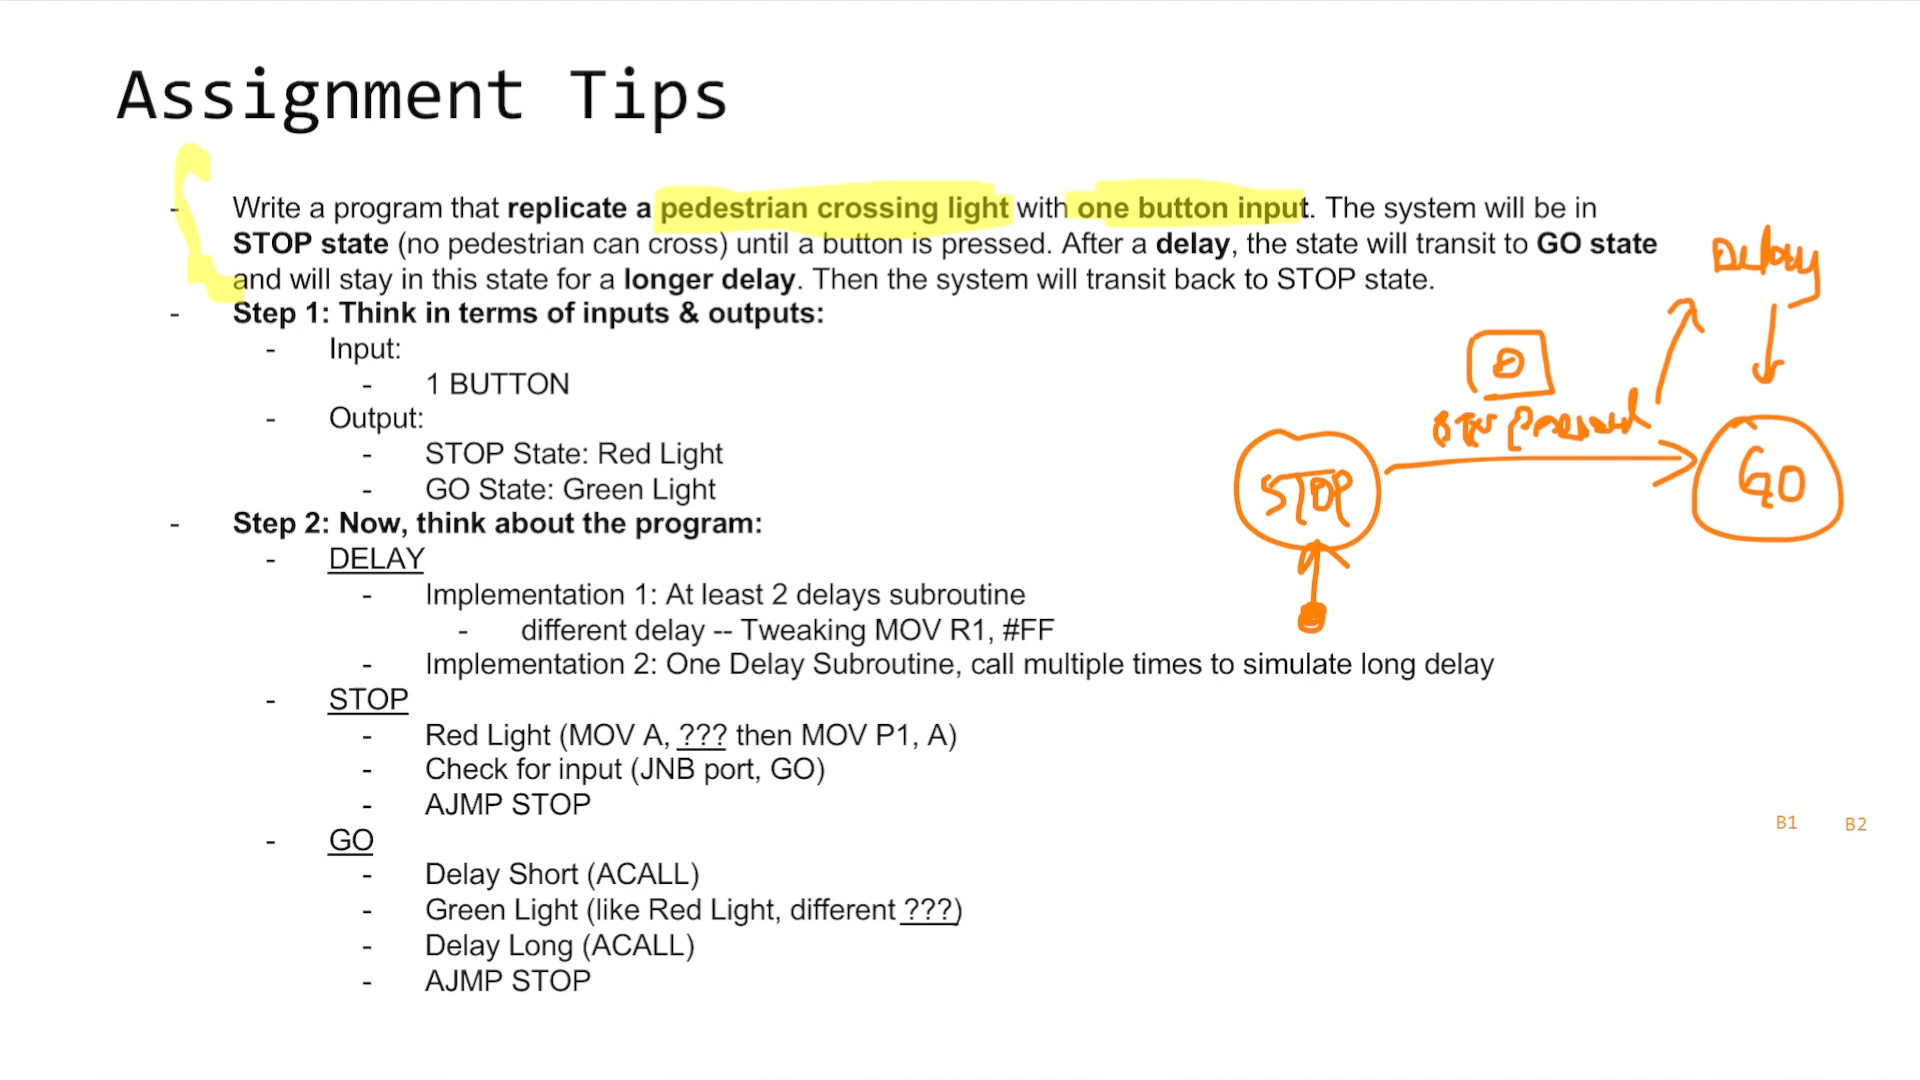 Assignment Tips
- Write a program that replicate a pedestrian crossing light with one button input. The system will be in
STOP state (no pedestrian can cross) until a button is pressed. After a delay, the state will transit to GO state
and will stay in this state for a longer delay. Then the system will transit back to STOP state.
- Step 1: Think in terms of inputs & outputs:
- Input:
- 1 BUTTON
- Output:
- STOP State: Red Light
- GO State: Green Light
- Step 2: Now, think about the program:
- DELAY
- Implementation 1: At least 2 delays subroutine
- different delay -- Tweaking MOV R1, #FF
- Implementation 2: One Delay Subroutine, call multiple times to simulate long delay
- STOP
- Red Light (MOV A, ??? then MOV P1, A)
- Check for input (JNB port, GO)
- AJMP STOP
- GO
- Delay Short (ACALL)
- Green Light (like Red Light, different ???)
- Delay Long (ACALL)
- AJMP STOP
Delay
pressed
STOP
GO
B1 B2